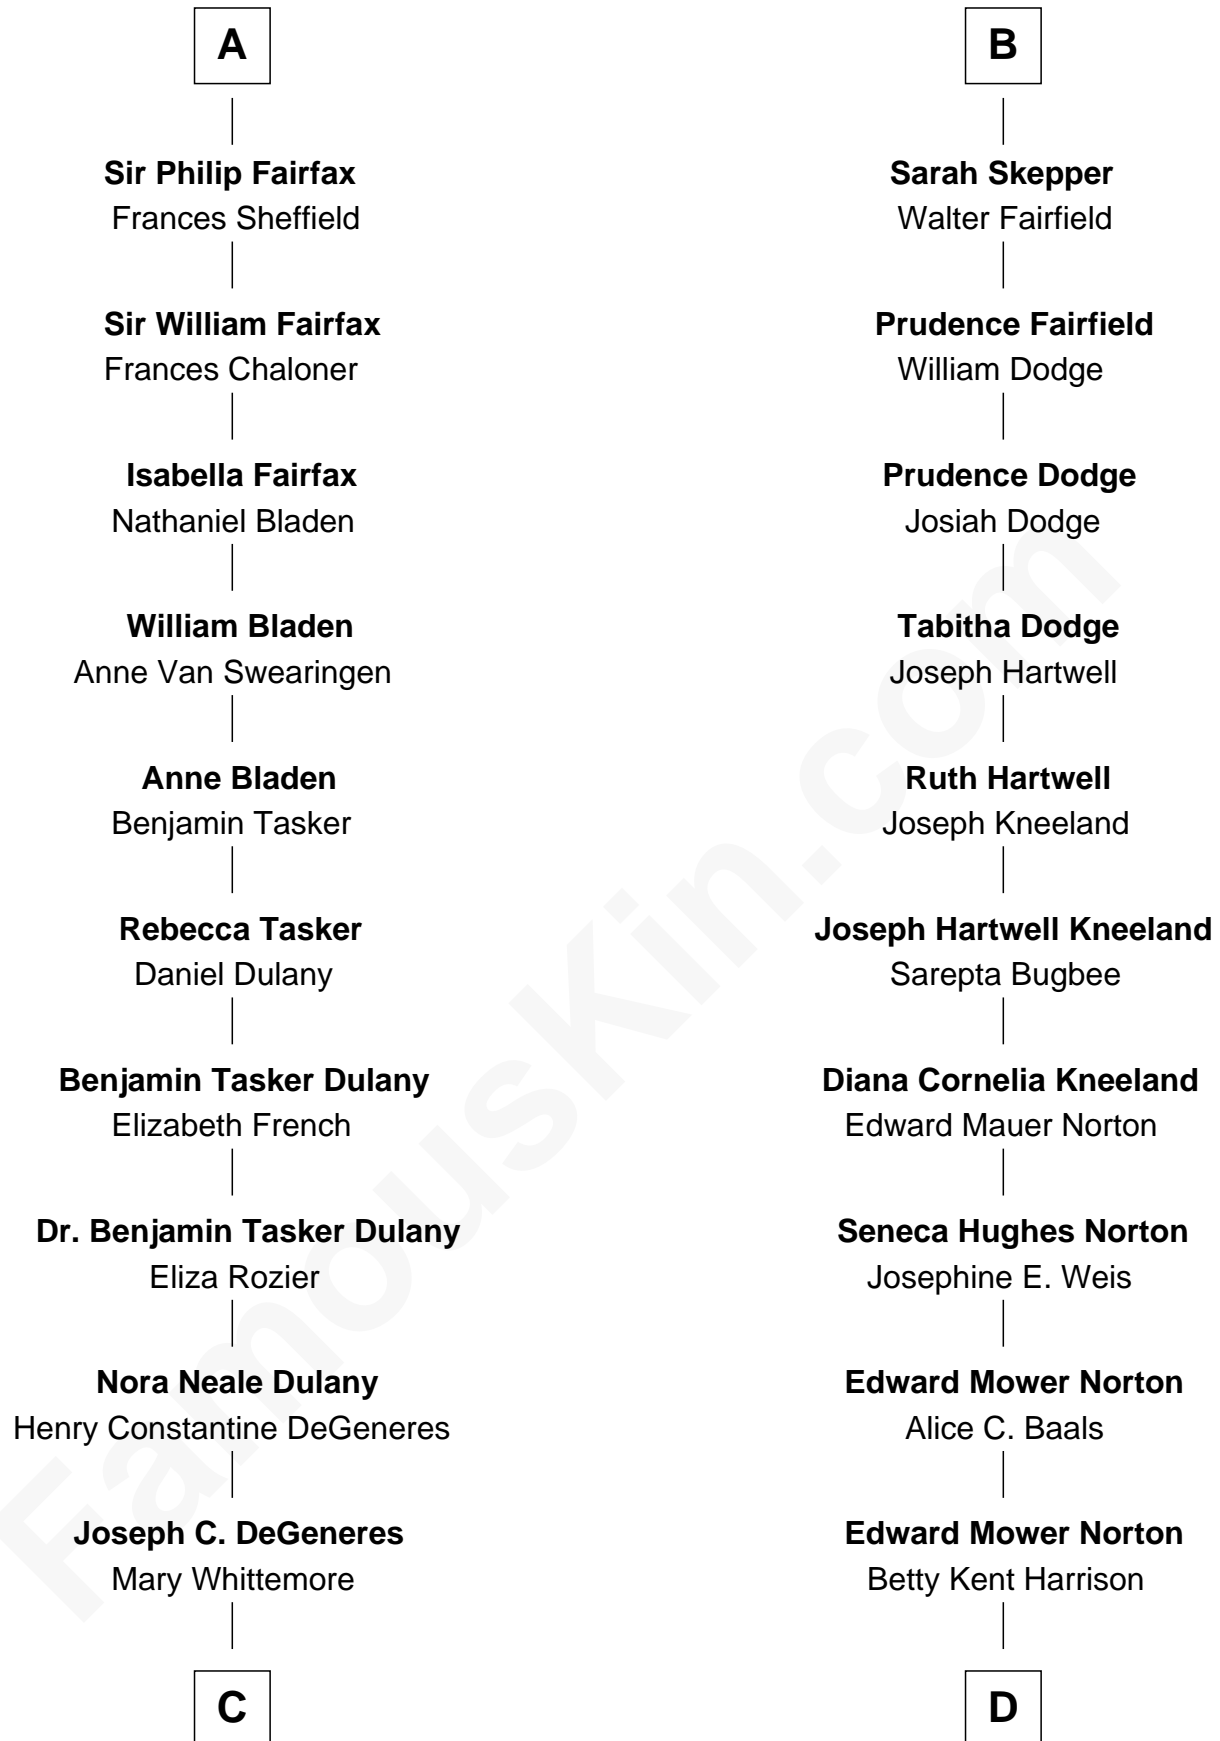 A
Sir Philip Fairfax
Frances Sheffield
Sir William Fairfax
Frances Chaloner
Isabella Fairfax
Nathaniel Bladen
William Bladen
Anne Van Swearingen
Anne Bladen
Benjamin Tasker
Rebecca Tasker
Daniel Dulany
Benjamin Tasker Dulany
Elizabeth French
Dr. Benjamin Tasker Dulany
Eliza Rozier
Nora Neale Dulany
Henry Constantine DeGeneres
Joseph C. DeGeneres
Mary Whittemore
C
B
Sarah Skepper
Walter Fairfield
Prudence Fairfield
William Dodge
Prudence Dodge
Josiah Dodge
Tabitha Dodge
Joseph Hartwell
Ruth Hartwell
Joseph Kneeland
Joseph Hartwell Kneeland
Sarepta Bugbee
Diana Cornelia Kneeland
Edward Mauer Norton
Seneca Hughes Norton
Josephine E. Weis
Edward Mower Norton
Alice C. Baals
Edward Mower Norton
Betty Kent Harrison
D
FamousKin.com